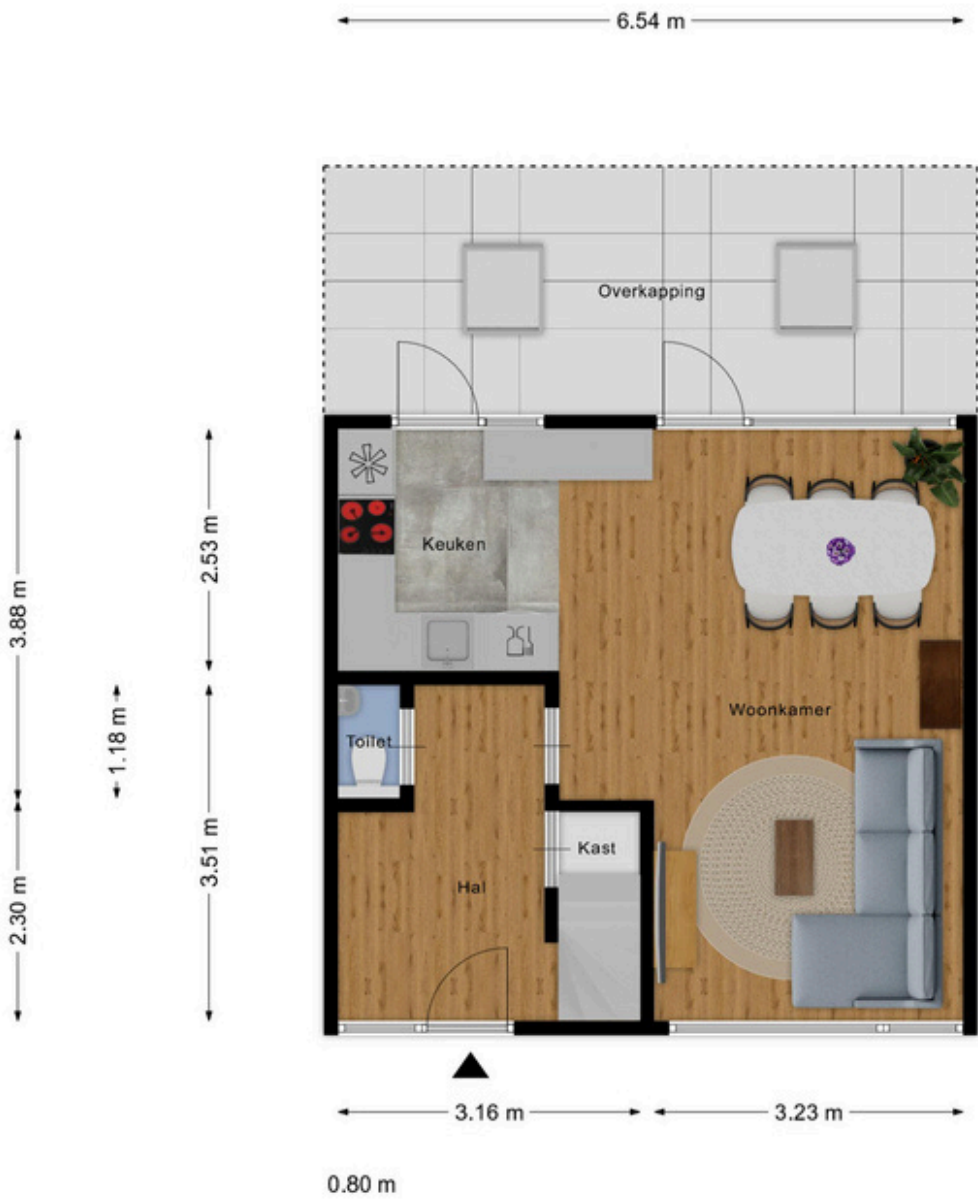 6.54 m
Overkapping
3.88 m
2.53 m
Keuken
1.18 m
Toilet
Woonkamer
3.51 m
Kast
2.30 m
Hal
3.16 m
3.23 m
0.80 m